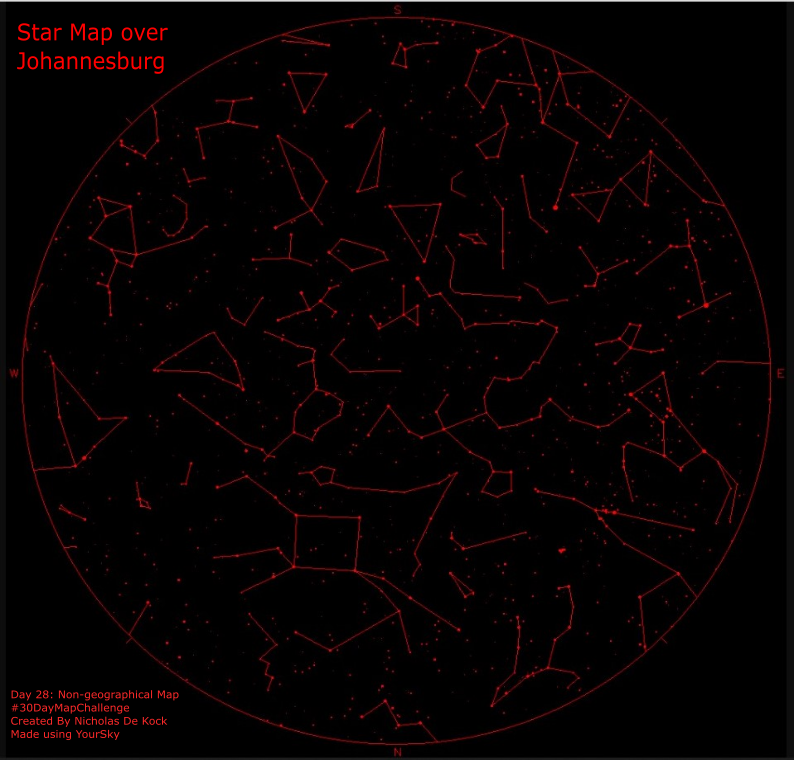 S
Star Map over
Johannesburg
W
E
Day 28: Non-geographical Map
#30DayMapChallenge
Created By Nicholas De Kock
Made using YourSky
N